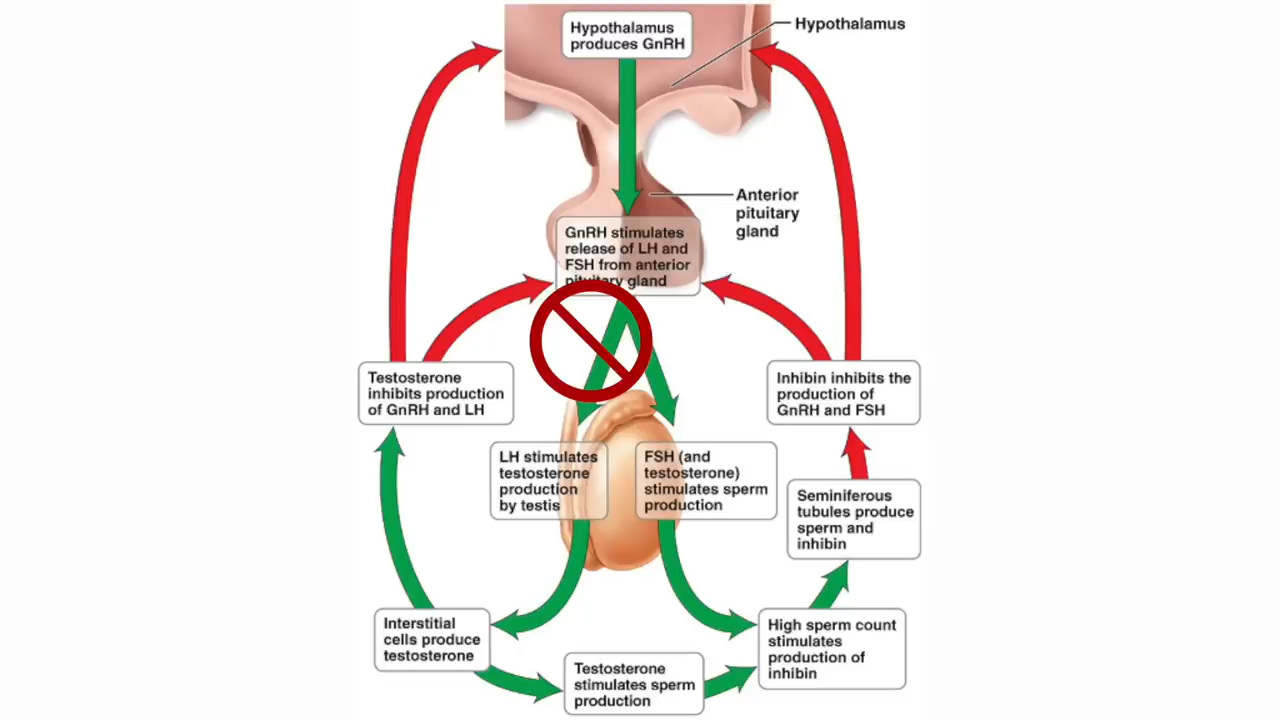 Hypothalamus
produces GnRH
Hypothalamus
Anterior
pituitary
gland
GnRH stimulates
release of LH and
FSH from anterior
pituitary gland
Testosterone
inhibits production
of GnRH and LH
Inhibin inhibits the
production of
GnRH and FSH
LH stimulates
testosterone
production
by testis
FSH (and
testosterone)
stimulates sperm
production
Seminiferous
tubules produce
sperm and
inhibin
Interstitial
cells produce
testosterone
Testosterone
stimulates sperm
production
High sperm count
stimulates
production of
inhibin